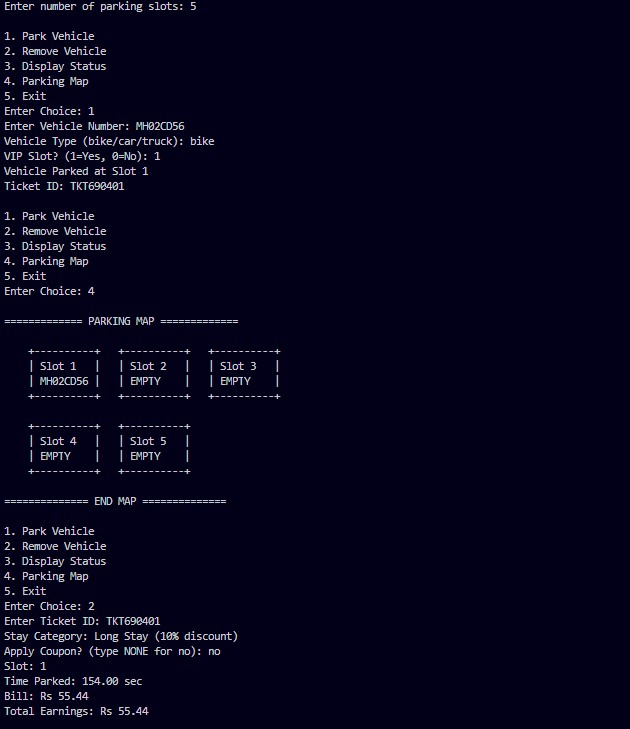 Enter number of parking slots: 5
1. Park Vehicle
2. Remove Vehicle
3. Display Status
4. Parking Map
5. Exit
Enter Choice: 1
Enter Vehicle Number: MH02CD56
Vehicle Type (bike/car/truck): bike
VIP Slot? (1=Yes, 0=No): 1
Vehicle Parked at Slot 1
Ticket ID: TKT690401
1. Park Vehicle
2. Remove Vehicle
3. Display Status
4. Parking Map
5. Exit
Enter Choice: 4
============= PARKING MAP =============
    +----------+   +----------+   +----------+
    | Slot 1   |   | Slot 2   |   | Slot 3   |
    | MH02CD56 |   | EMPTY    |   | EMPTY    |
    +----------+   +----------+   +----------+
    +----------+   +----------+
    | Slot 4   |   | Slot 5   |
    | EMPTY    |   | EMPTY    |
    +----------+   +----------+
============== END MAP ==============
1. Park Vehicle
2. Remove Vehicle
3. Display Status
4. Parking Map
5. Exit
Enter Choice: 2
Enter Ticket ID: TKT690401
Stay Category: Long Stay (10% discount)
Apply Coupon? (type NONE for no): no
Slot: 1
Time Parked: 154.00 sec
Bill: Rs 55.44
Total Earnings: Rs 55.44